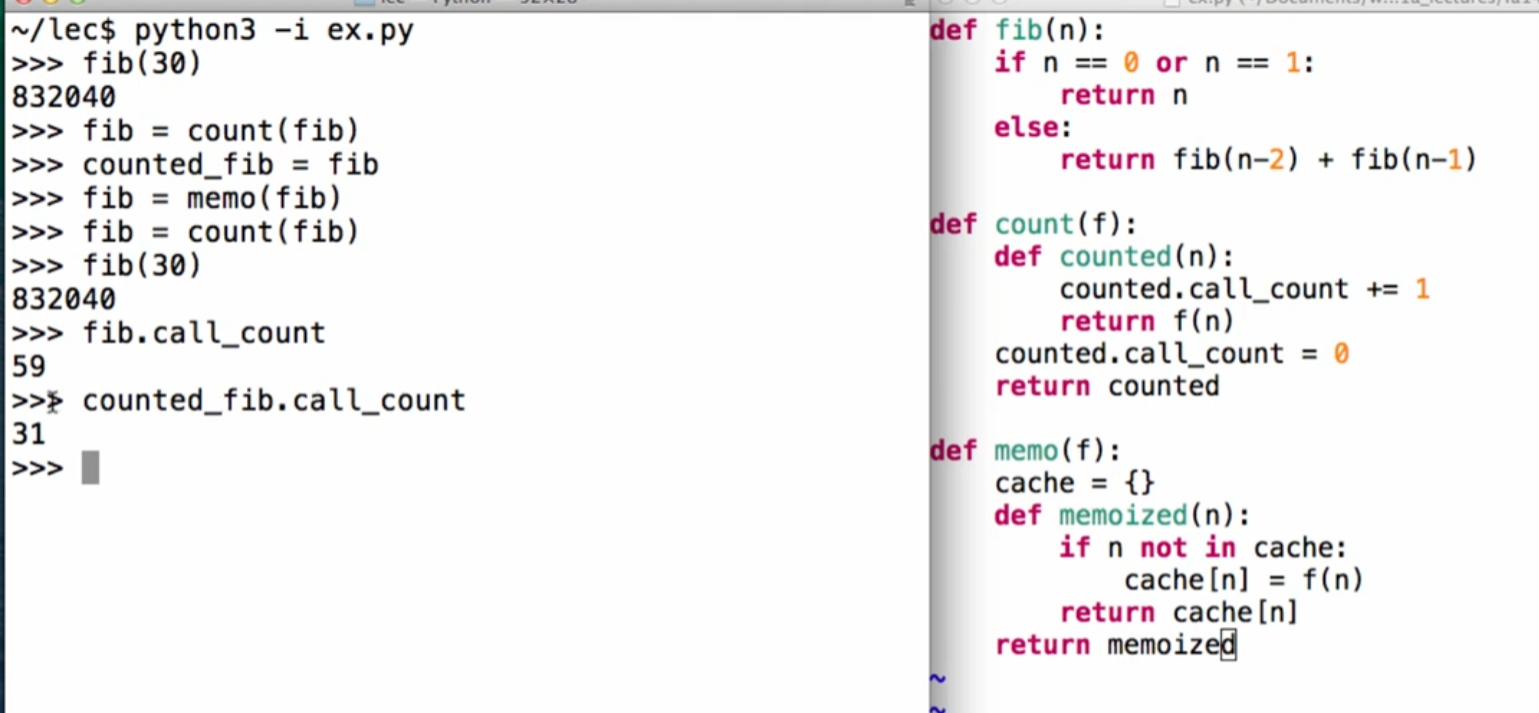 ~/lec$ python3 -i ex.py
>>> fib(30)
832040
>>> fib = count(fib)
>>> counted_fib = fib
>>> fib = memo(fib)
>>> fib = count(fib)
>>> fib(30)
832040
>>> fib.call_count
59
>>> counted_fib.call_count
31
>>>
def fib(n):
    if n == 0 or n == 1:
        return n
    else:
        return fib(n-2) + fib(n-1)
def count(f):
    def counted(n):
        counted.call_count += 1
        return f(n)
    counted.call_count = 0
    return counted
def memo(f):
    cache = {}
    def memoized(n):
        if n not in cache:
            cache[n] = f(n)
        return cache[n]
    return memoized
~
~